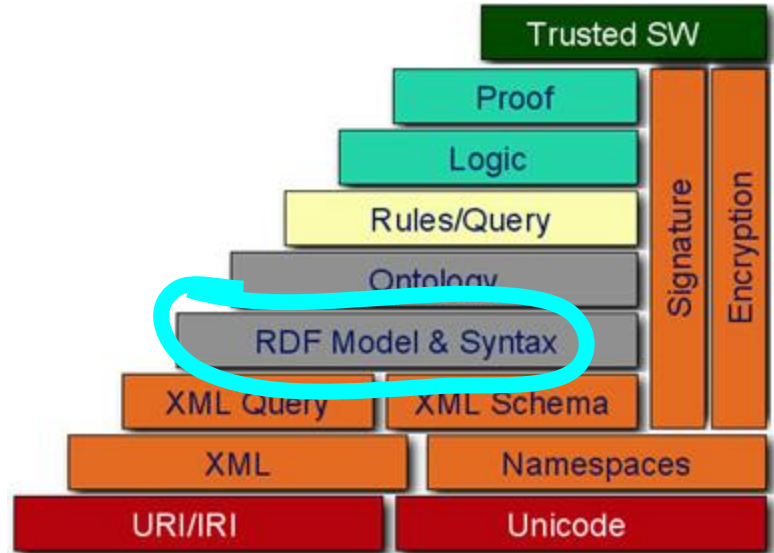 Trusted SW
Proof
Logic
Rules/Query
Ontology
RDF Model & Syntax
Signature
Encryption
XML Query
XML Schema
XML
Namespaces
URI/IRI
Unicode